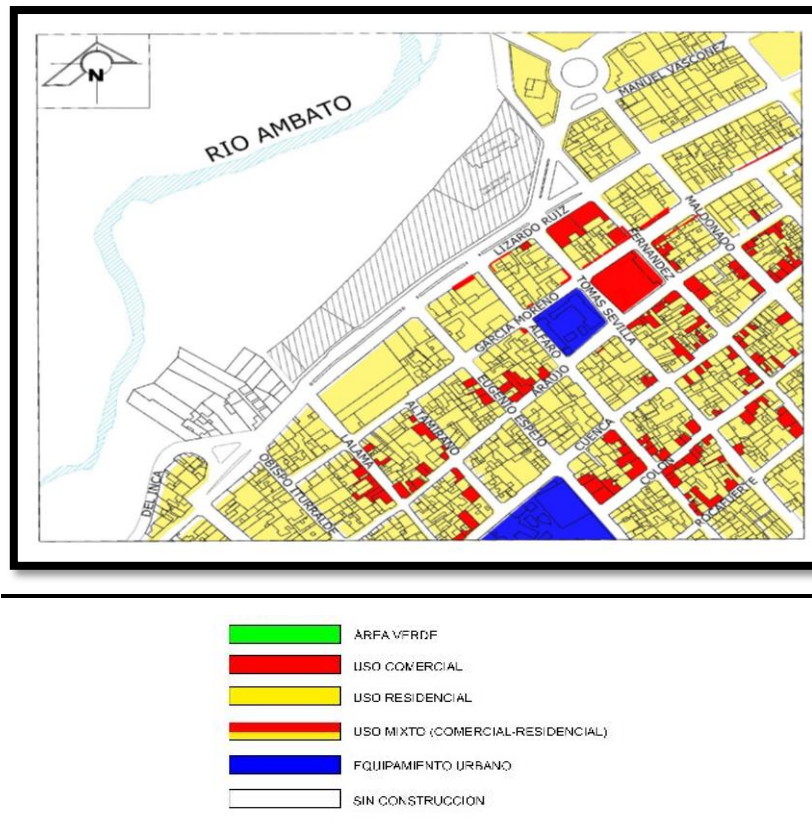 N
RIO AMBATO
MANUEL VASCONEZ
LIZARDO RUIZ
MALDONADO
FERNANDEZ
TOMAS SEVILLA
GARCIA MORENO
ALFARO
ARAUJO
EUGENIO ESPEJO
ALTAMIRANO
CUENCA
LALAMA
COLON
OBISPO ITURRALDE
ROCAFUERTE
DEL INCA
ÁREA VERDE
USO COMERCIAL
USO RESIDENCIAL
USO MIXTO (COMERCIAL-RESIDENCIAL)
EQUIPAMIENTO URBANO
SIN CONSTRUCCION